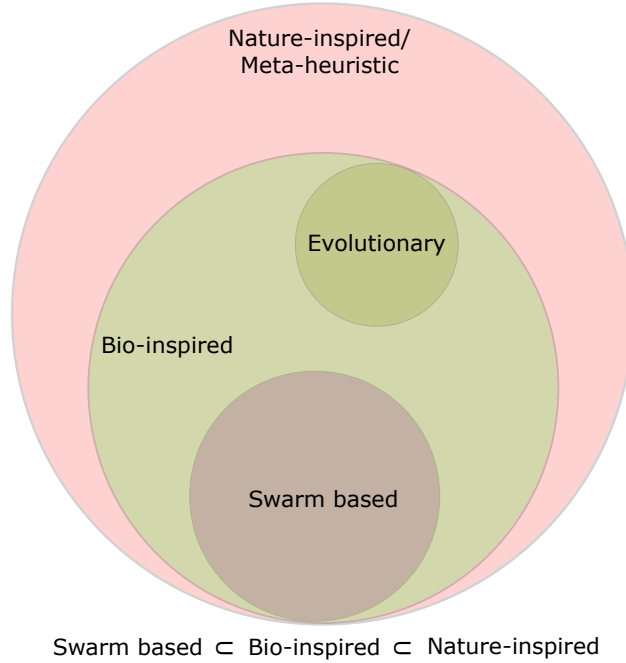 Nature-inspired/
Meta-heuristic
Evolutionary
Bio-inspired
Swarm based
Swarm based ⊂ Bio-inspired ⊂ Nature-inspired